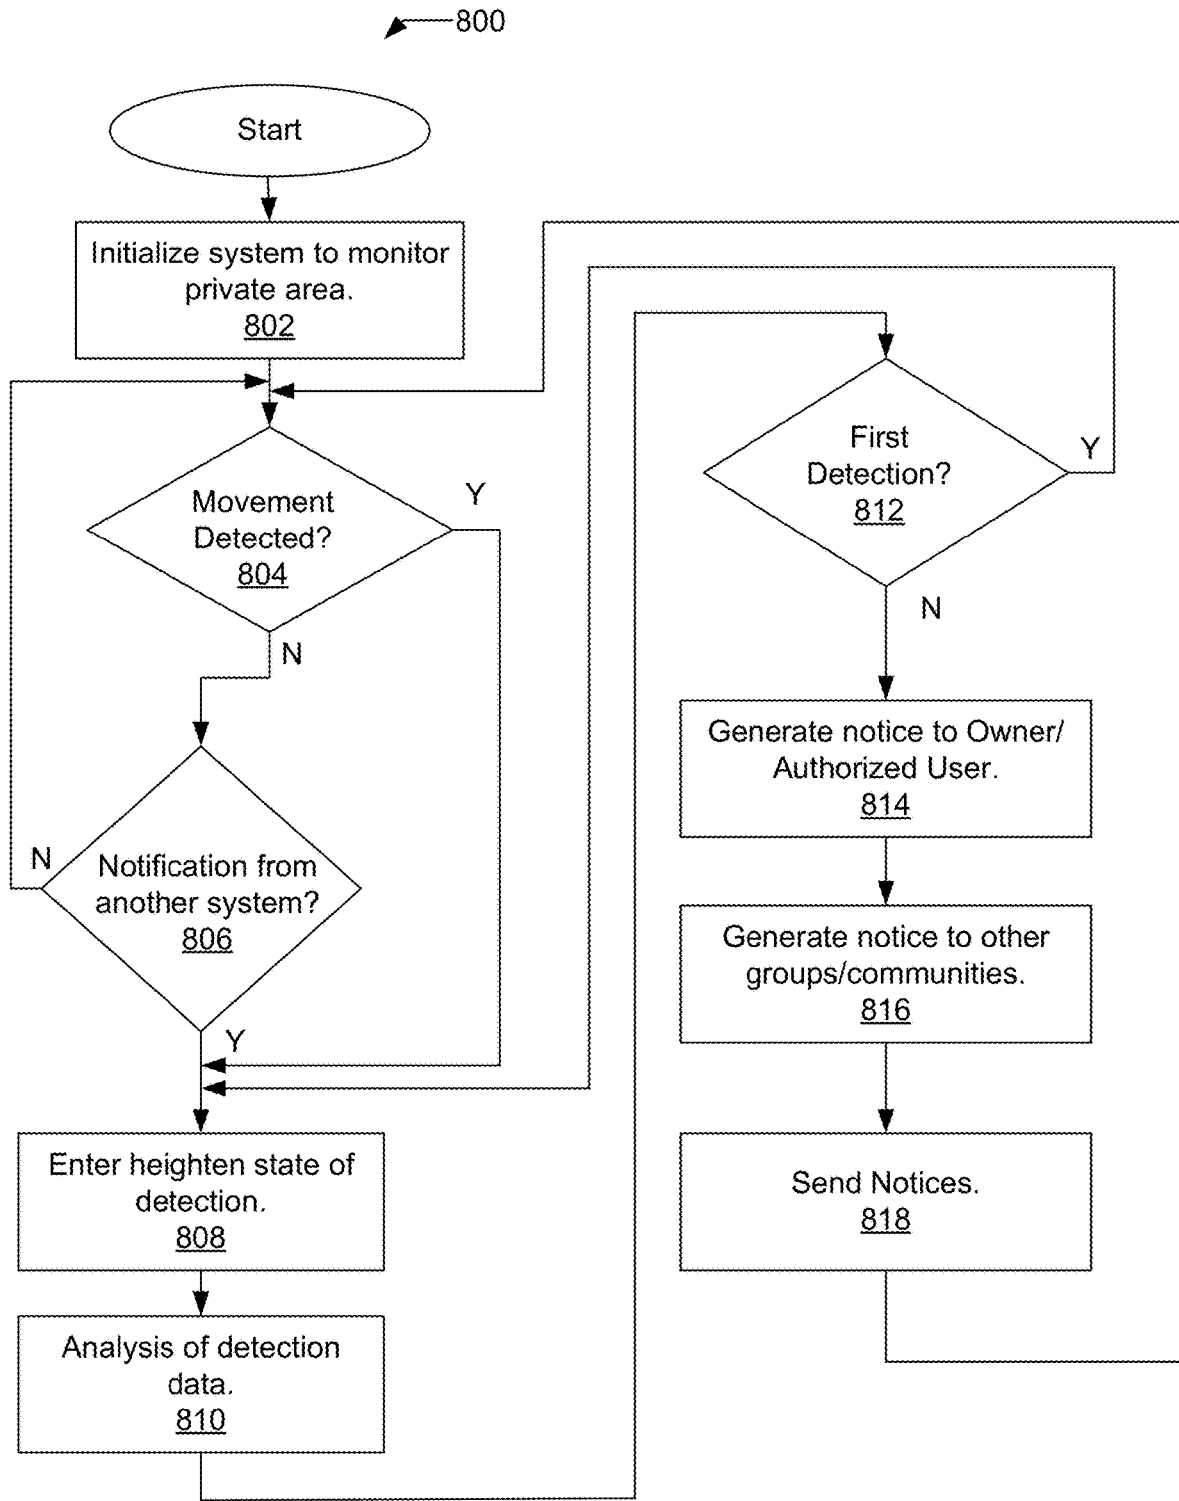 800
Start
Initialize system to monitor
private area.
802
Movement
Detected?
804
Y
N
Notification from
another system?
806
N
Y
Enter heighten state of
detection.
808
Analysis of detection
data.
810
First
Detection?
812
Y
N
Generate notice to Owner/
Authorized User.
814
Generate notice to other
groups/communities.
816
Send Notices.
818